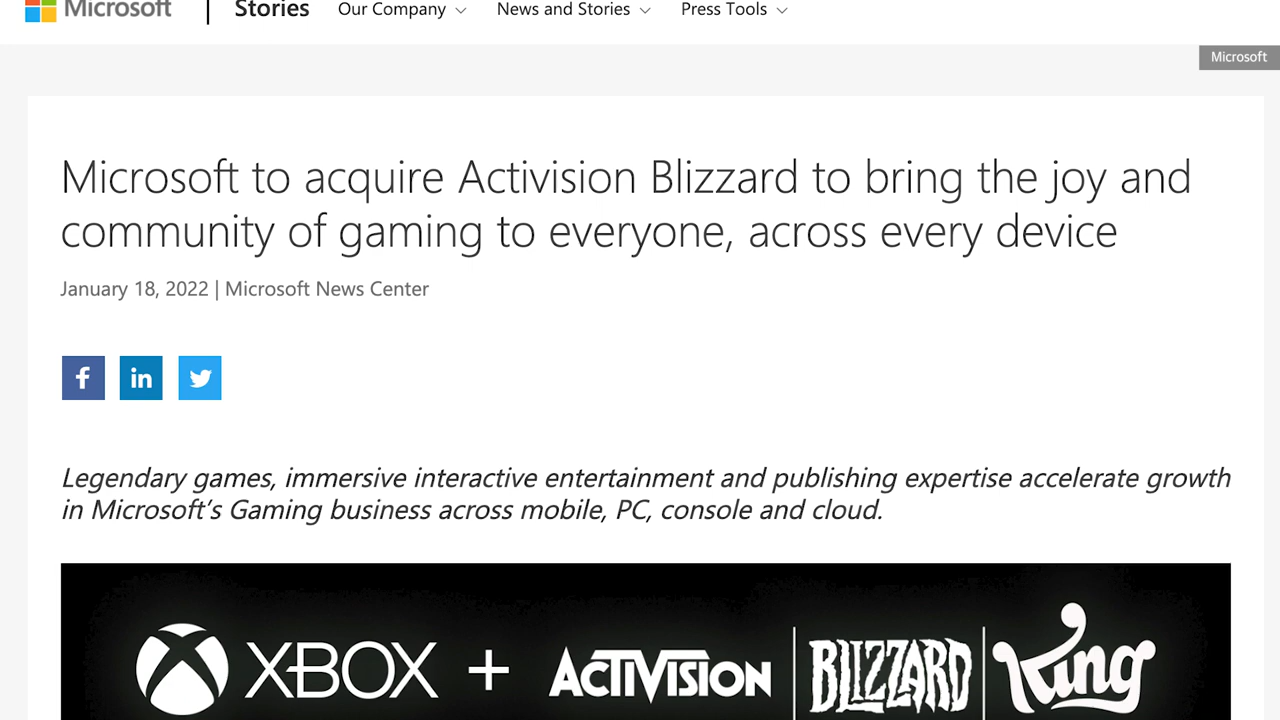 Microsoft | Stories Our Company News and Stories Press Tools
Microsoft
Microsoft to acquire Activision Blizzard to bring the joy and
community of gaming to everyone, across every device
January 18, 2022 | Microsoft News Center
f in
Legendary games, immersive interactive entertainment and publishing expertise accelerate growth
in Microsoft’s Gaming business across mobile, PC, console and cloud.
XBOX + ACTIVISION | BLIZZARD | King